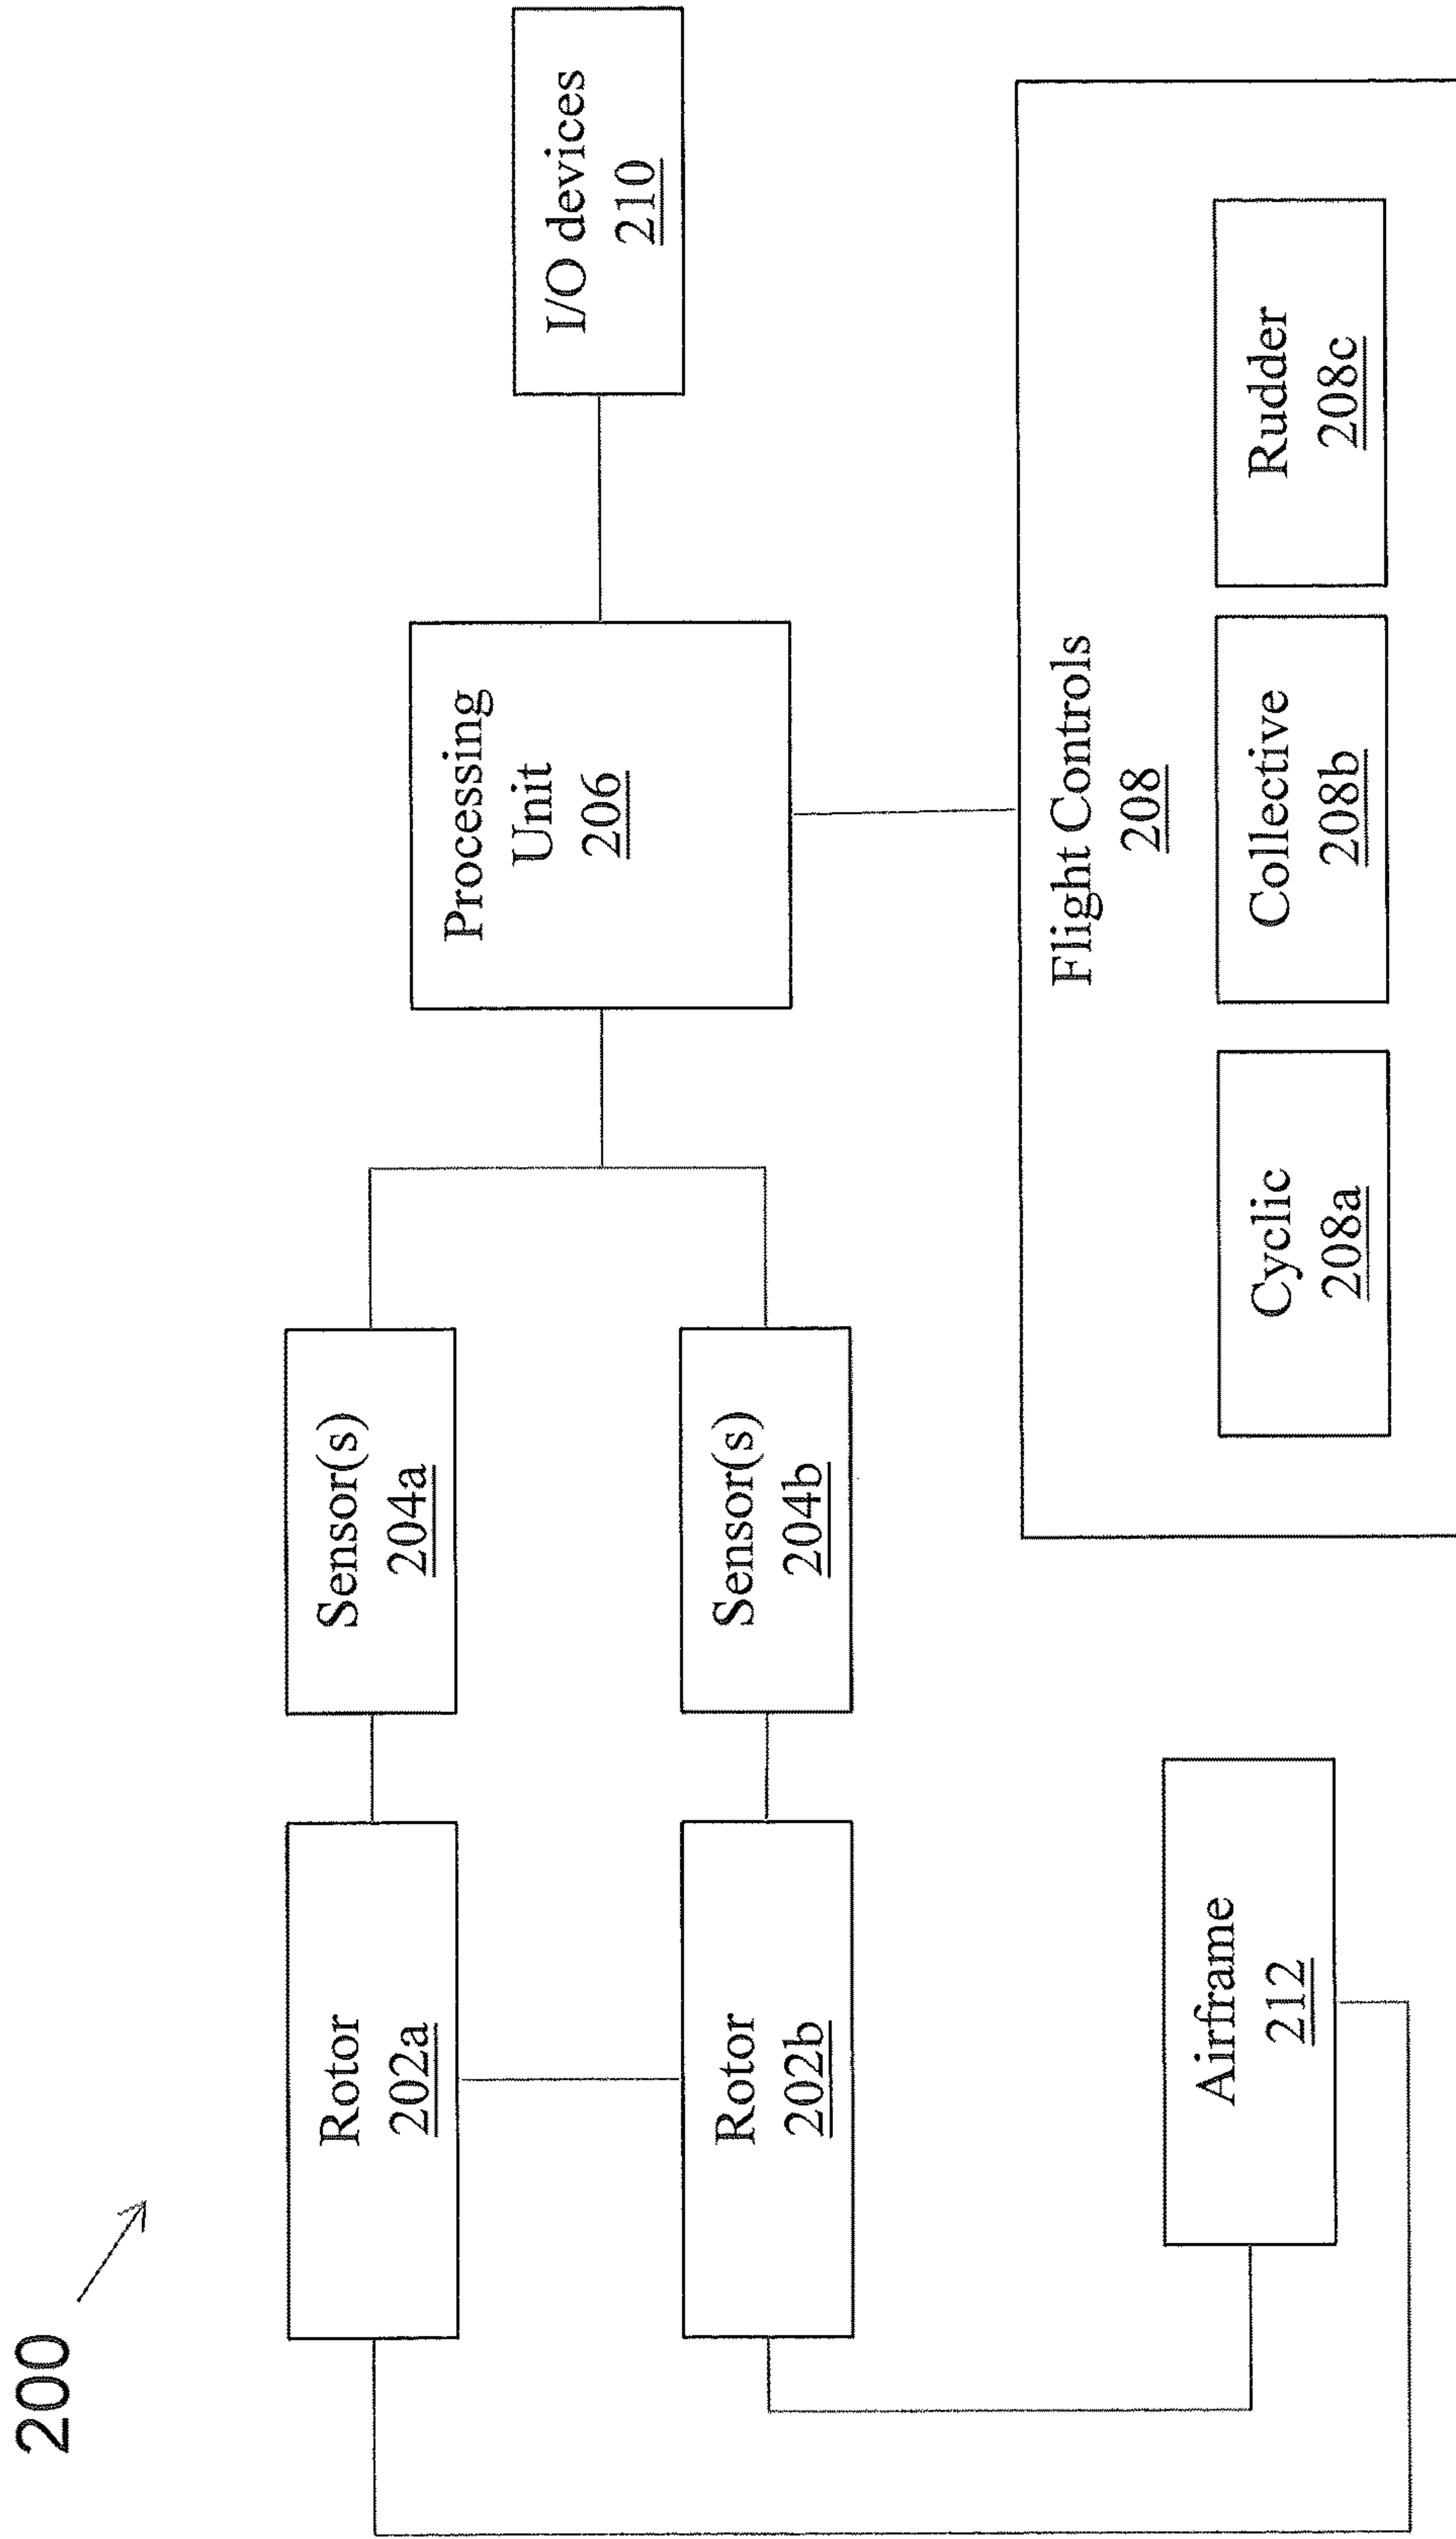 200
Rotor
202a
Sensor(s)
204a
Rotor
202b
Sensor(s)
204b
Processing
Unit
206
I/O devices
210
Airframe
212
Flight Controls
208
Cyclic
208a
Collective
208b
Rudder
208c